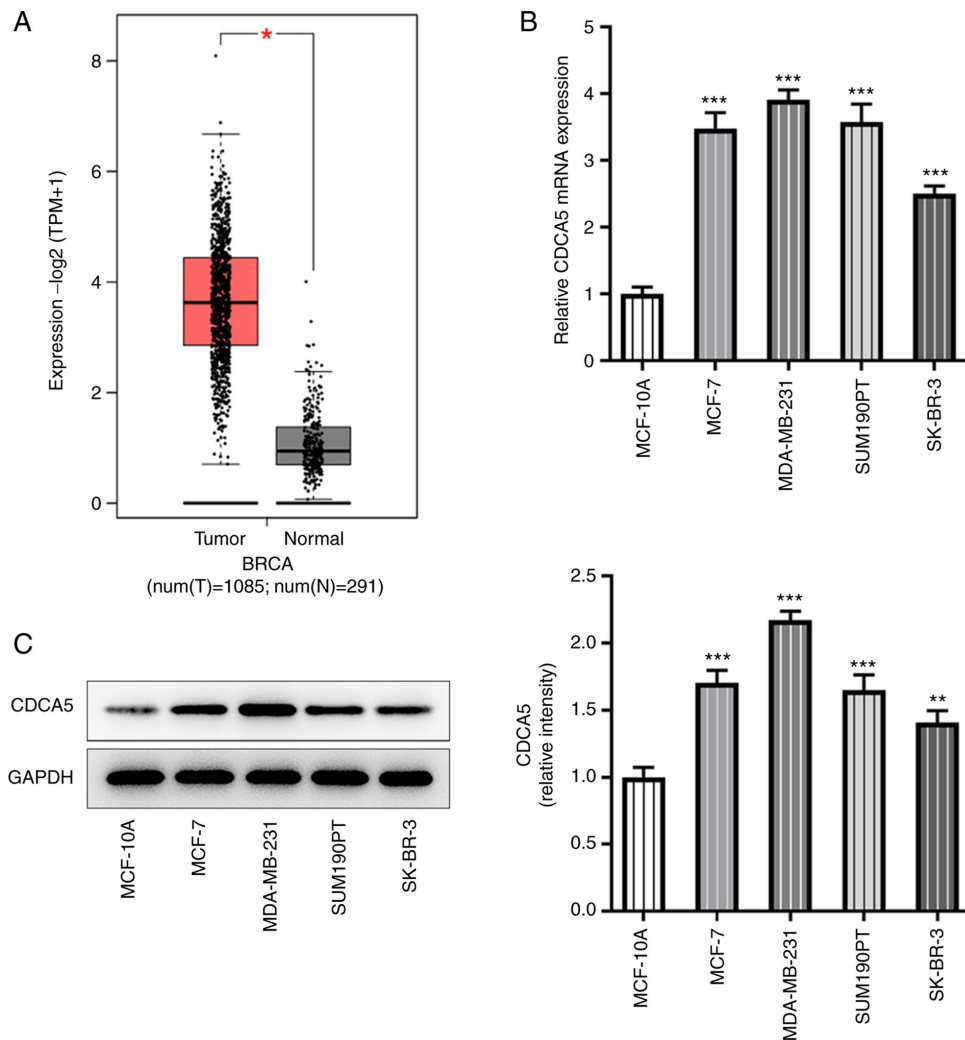 A
Expression –log2 (TPM+1)
8
6
4
2
0
*
Tumor Normal
BRCA
(num(T)=1085; num(N)=291)
B
Relative CDCA5 mRNA expression
5
4
3
2
1
0
***
***
***
***
MCF-10A
MCF-7
MDA-MB-231
SUM190PT
SK-BR-3
C
CDCA5
GAPDH
MCF-10A
MCF-7
MDA-MB-231
SUM190PT
SK-BR-3
CDCA5
(relative intensity)
2.5
2.0
1.5
1.0
0.5
0.0
***
***
***
**
MCF-10A
MCF-7
MDA-MB-231
SUM190PT
SK-BR-3